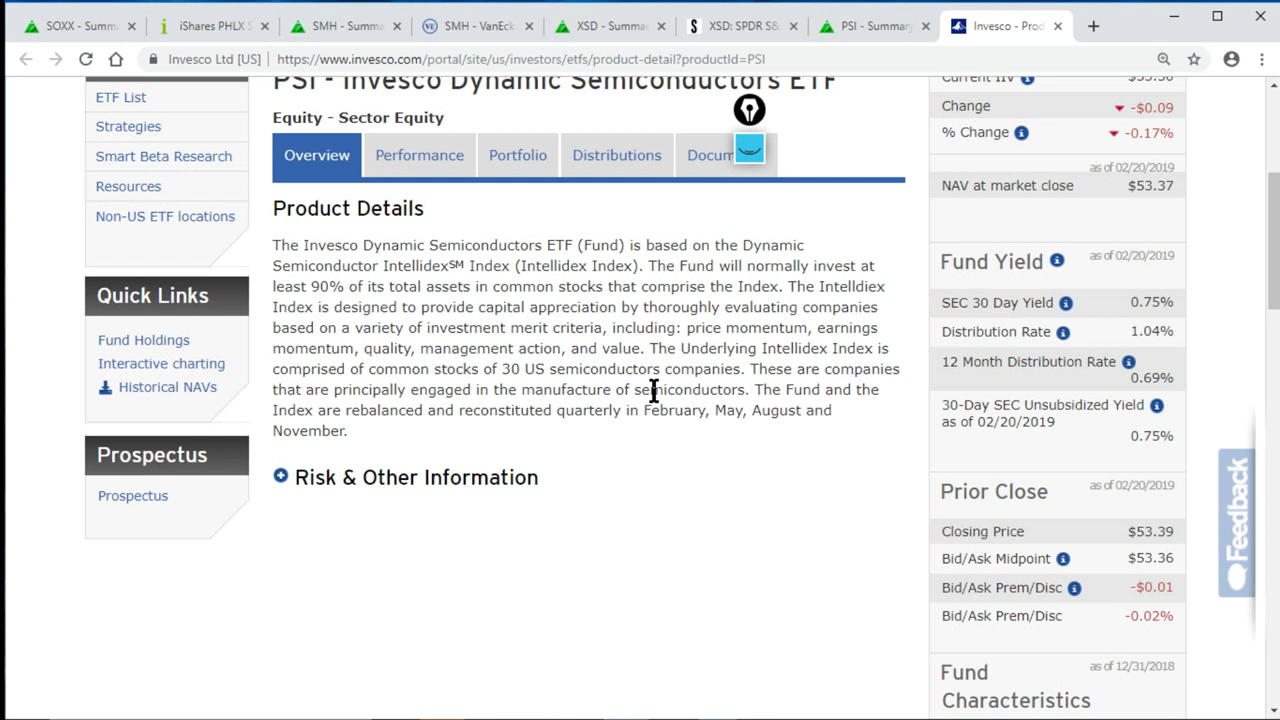 SOXX - Summ
iShares PHLX S
SMH - Summa
SMH - VanEck
XSD - Summa
XSD: SPDR S&
PSI - Summary
Invesco - Prod
Invesco Ltd [US]
https://www.invesco.com/portal/site/us/investors/etfs/product-detail?productId=PSI
ETF List
Strategies
Smart Beta Research
Resources
Non-US ETF locations
Quick Links
Fund Holdings
Interactive charting
Historical NAVs
Prospectus
Prospectus
PSI - Invesco Dynamic Semiconductors ETF
Equity - Sector Equity
Overview
Performance
Portfolio
Distributions
Docum
Product Details
The Invesco Dynamic Semiconductors ETF (Fund) is based on the Dynamic
Semiconductor Intellidex℠ Index (Intellidex Index). The Fund will normally invest at
least 90% of its total assets in common stocks that comprise the Index. The Intelldiex
Index is designed to provide capital appreciation by thoroughly evaluating companies
based on a variety of investment merit criteria, including: price momentum, earnings
momentum, quality, management action, and value. The Underlying Intellidex Index is
comprised of common stocks of 30 US semiconductors companies. These are companies
that are principally engaged in the manufacture of semiconductors. The Fund and the
Index are rebalanced and reconstituted quarterly in February, May, August and
November.
Risk & Other Information
Current IIV
Change -$0.09
% Change -0.17%
as of 02/20/2019
NAV at market close $53.37
Fund Yield as of 02/20/2019
SEC 30 Day Yield 0.75%
Distribution Rate 1.04%
12 Month Distribution Rate
0.69%
30-Day SEC Unsubsidized Yield
as of 02/20/2019
0.75%
Prior Close as of 02/20/2019
Closing Price $53.39
Bid/Ask Midpoint $53.36
Bid/Ask Prem/Disc -$0.01
Bid/Ask Prem/Disc -0.02%
Fund as of 12/31/2018
Characteristics
Feedback